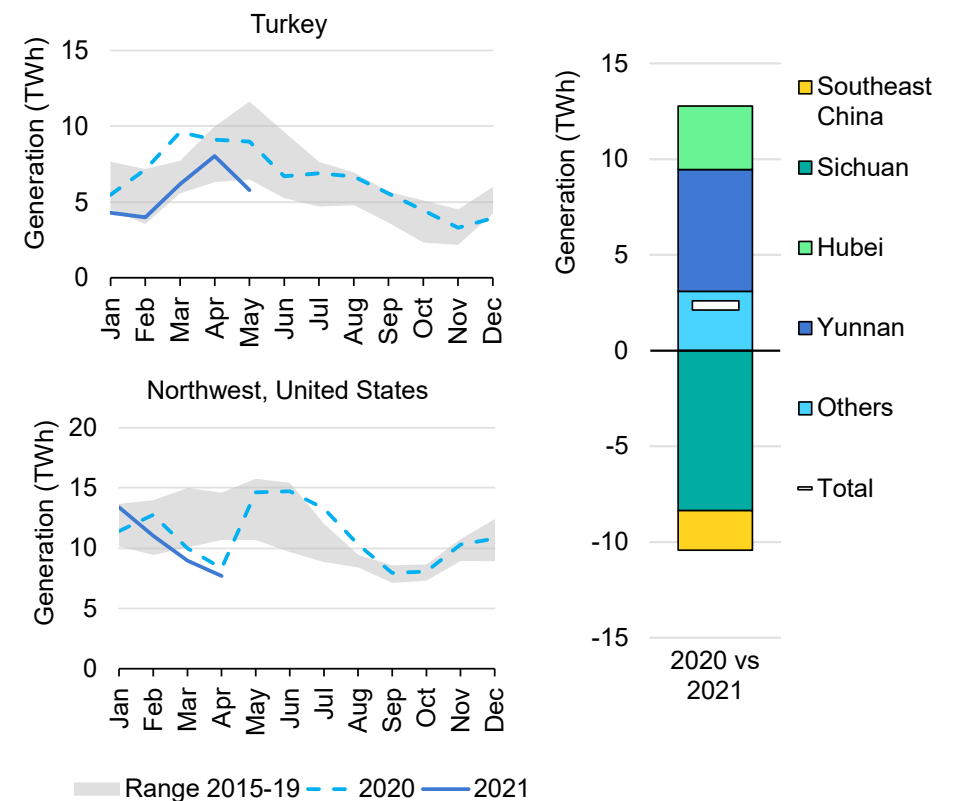 Turkey
Generation (TWh)
15
10
5
0
Jan
Feb
Mar
Apr
May
Jun
Jul
Aug
Sep
Oct
Nov
Dec
Northwest, United States
Generation (TWh)
20
15
10
5
0
Jan
Feb
Mar
Apr
May
Jun
Jul
Aug
Sep
Oct
Nov
Dec
Range 2015-19
2020
2021
Generation (TWh)
15
10
5
0
-5
-10
-15
2020 vs
2021
Southeast
China
Sichuan
Hubei
Yunnan
Others
Total